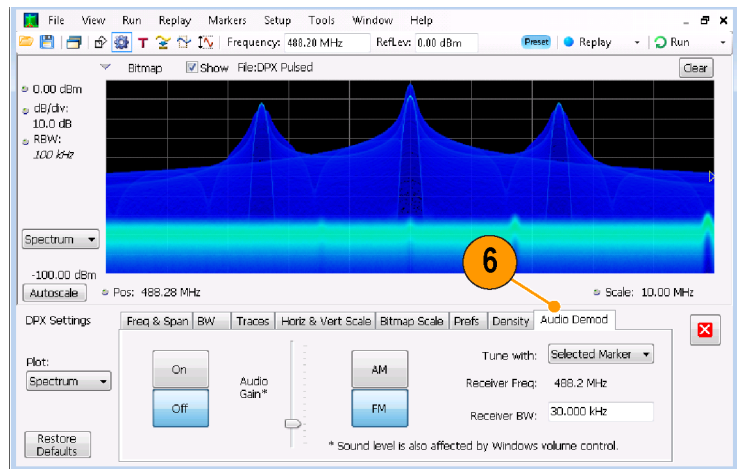 File View Run Replay Markers Setup Tools Window Help
T Frequency: 488.20 MHz RefLev: 0.00 dBm Preset Replay Run
Bitmap Show File:DPX Pulsed Clear
0.00 dBm
dB/div:
10.0 dB
RBW:
100 kHz
Spectrum
-100.00 dBm
6
Autoscale Pos: 488.28 MHz Scale: 10.00 MHz
DPX Settings Freq & Span BW Traces Horiz & Vert Scale Bitmap Scale Prefs Density Audio Demod
Plot:
Spectrum
On
Off
Audio
Gain*
AM
FM
Tune with: Selected Marker
Receiver Freq: 488.2 MHz
Receiver BW: 30.000 kHz
* Sound level is also affected by Windows volume control.
Restore
Defaults